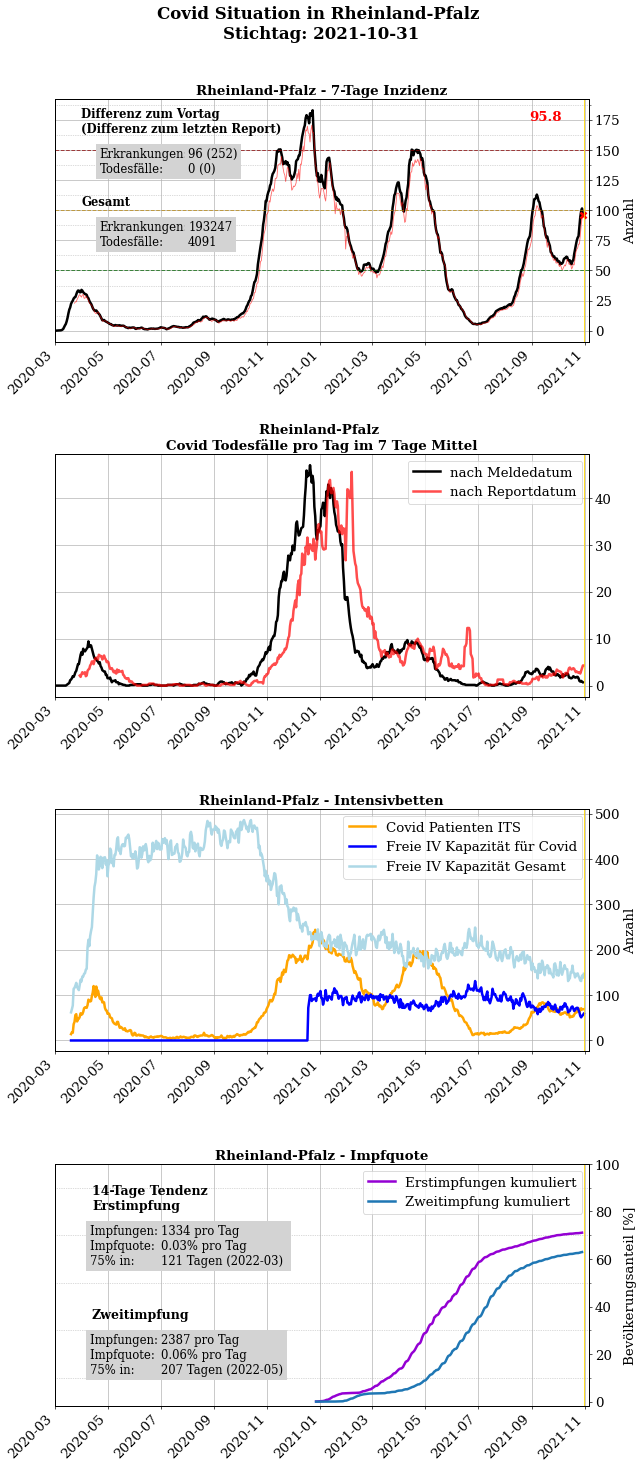 Covid Situation in Rheinland-Pfalz
Stichtag: 2021-10-31
Rheinland-Pfalz - 7-Tage Inzidenz
Differenz zum Vortag
(Differenz zum letzten Report)
Erkrankungen 96 (252)
Todesfälle: 0 (0)
Gesamt
Erkrankungen 193247
Todesfälle: 4091
95.8
175
150
125
100
75
50
25
0
Anzahl
2020-03
2020-05
2020-07
2020-09
2020-11
2021-01
2021-03
2021-05
2021-07
2021-09
2021-11
Rheinland-Pfalz
Covid Todesfälle pro Tag im 7 Tage Mittel
nach Meldedatum
nach Reportdatum
40
30
20
10
0
2020-03
2020-05
2020-07
2020-09
2020-11
2021-01
2021-03
2021-05
2021-07
2021-09
2021-11
Rheinland-Pfalz - Intensivbetten
Covid Patienten ITS
Freie IV Kapazität für Covid
Freie IV Kapazität Gesamt
500
400
300
200
100
0
Anzahl
2020-03
2020-05
2020-07
2020-09
2020-11
2021-01
2021-03
2021-05
2021-07
2021-09
2021-11
Rheinland-Pfalz - Impfquote
14-Tage Tendenz
Erstimpfung
Impfungen: 1334 pro Tag
Impfquote: 0.03% pro Tag
75% in: 121 Tagen (2022-03)
Zweitimpfung
Impfungen: 2387 pro Tag
Impfquote: 0.06% pro Tag
75% in: 207 Tagen (2022-05)
Erstimpfungen kumuliert
Zweitimpfung kumuliert
100
80
60
40
20
0
Bevölkerungsanteil [%]
2020-03
2020-05
2020-07
2020-09
2020-11
2021-01
2021-03
2021-05
2021-07
2021-09
2021-11